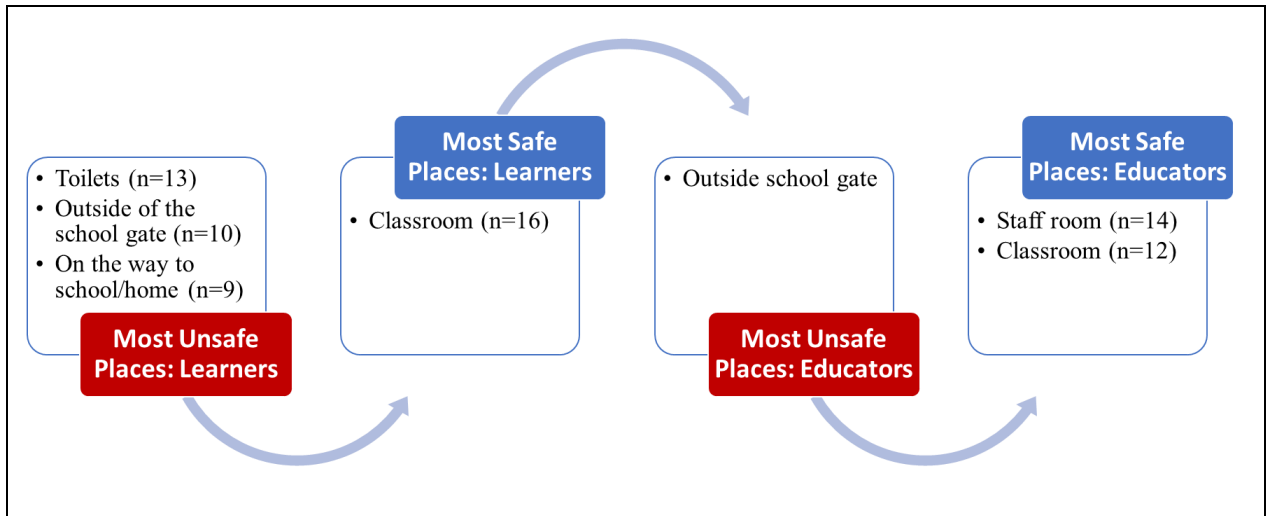 • Toilets (n=13)
• Outside of the
school gate (n=10)
• On the way to
school/home (n=9)
Most Unsafe
Places: Learners
Most Safe
Places: Learners
• Classroom (n=16)
• Outside school gate
Most Unsafe
Places: Educators
Most Safe
Places: Educators
• Staff room (n=14)
• Classroom (n=12)